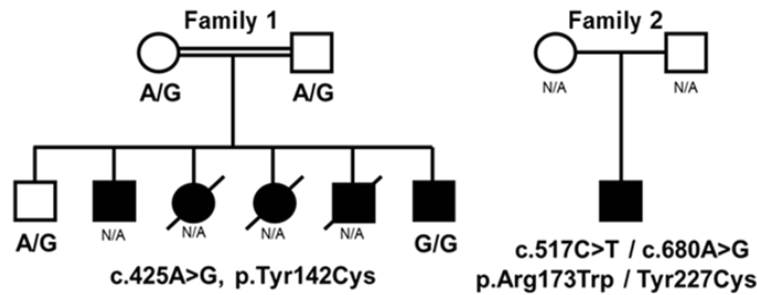 Family 1
Family 2
A/G
A/G
N/A
N/A
A/G
N/A
N/A
N/A
N/A
G/G
c.425A>G, p.Tyr142Cys
c.517C>T / c.680A>G
p.Arg173Trp / Tyr227Cys